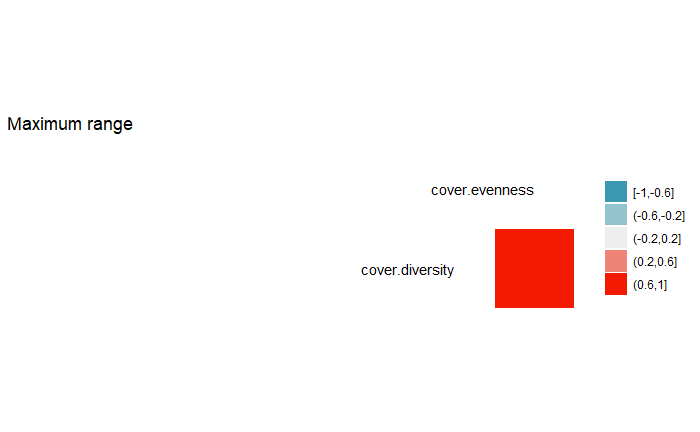 Maximum range
cover.evenness
cover.diversity
[-1,-0.6]
(-0.6,-0.2]
(-0.2,0.2]
(0.2,0.6]
(0.6,1]